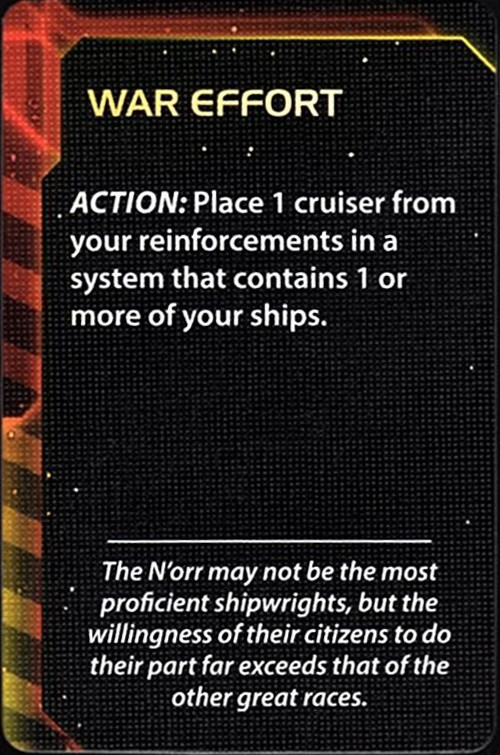 WAR EFFORT
ACTION: Place 1 cruiser from
your reinforcements in a
system that contains 1 or
more of your ships.
The N'orr may not be the most
proficient shipwrights, but the
willingness of their citizens to do
their part far exceeds that of the
other great races.